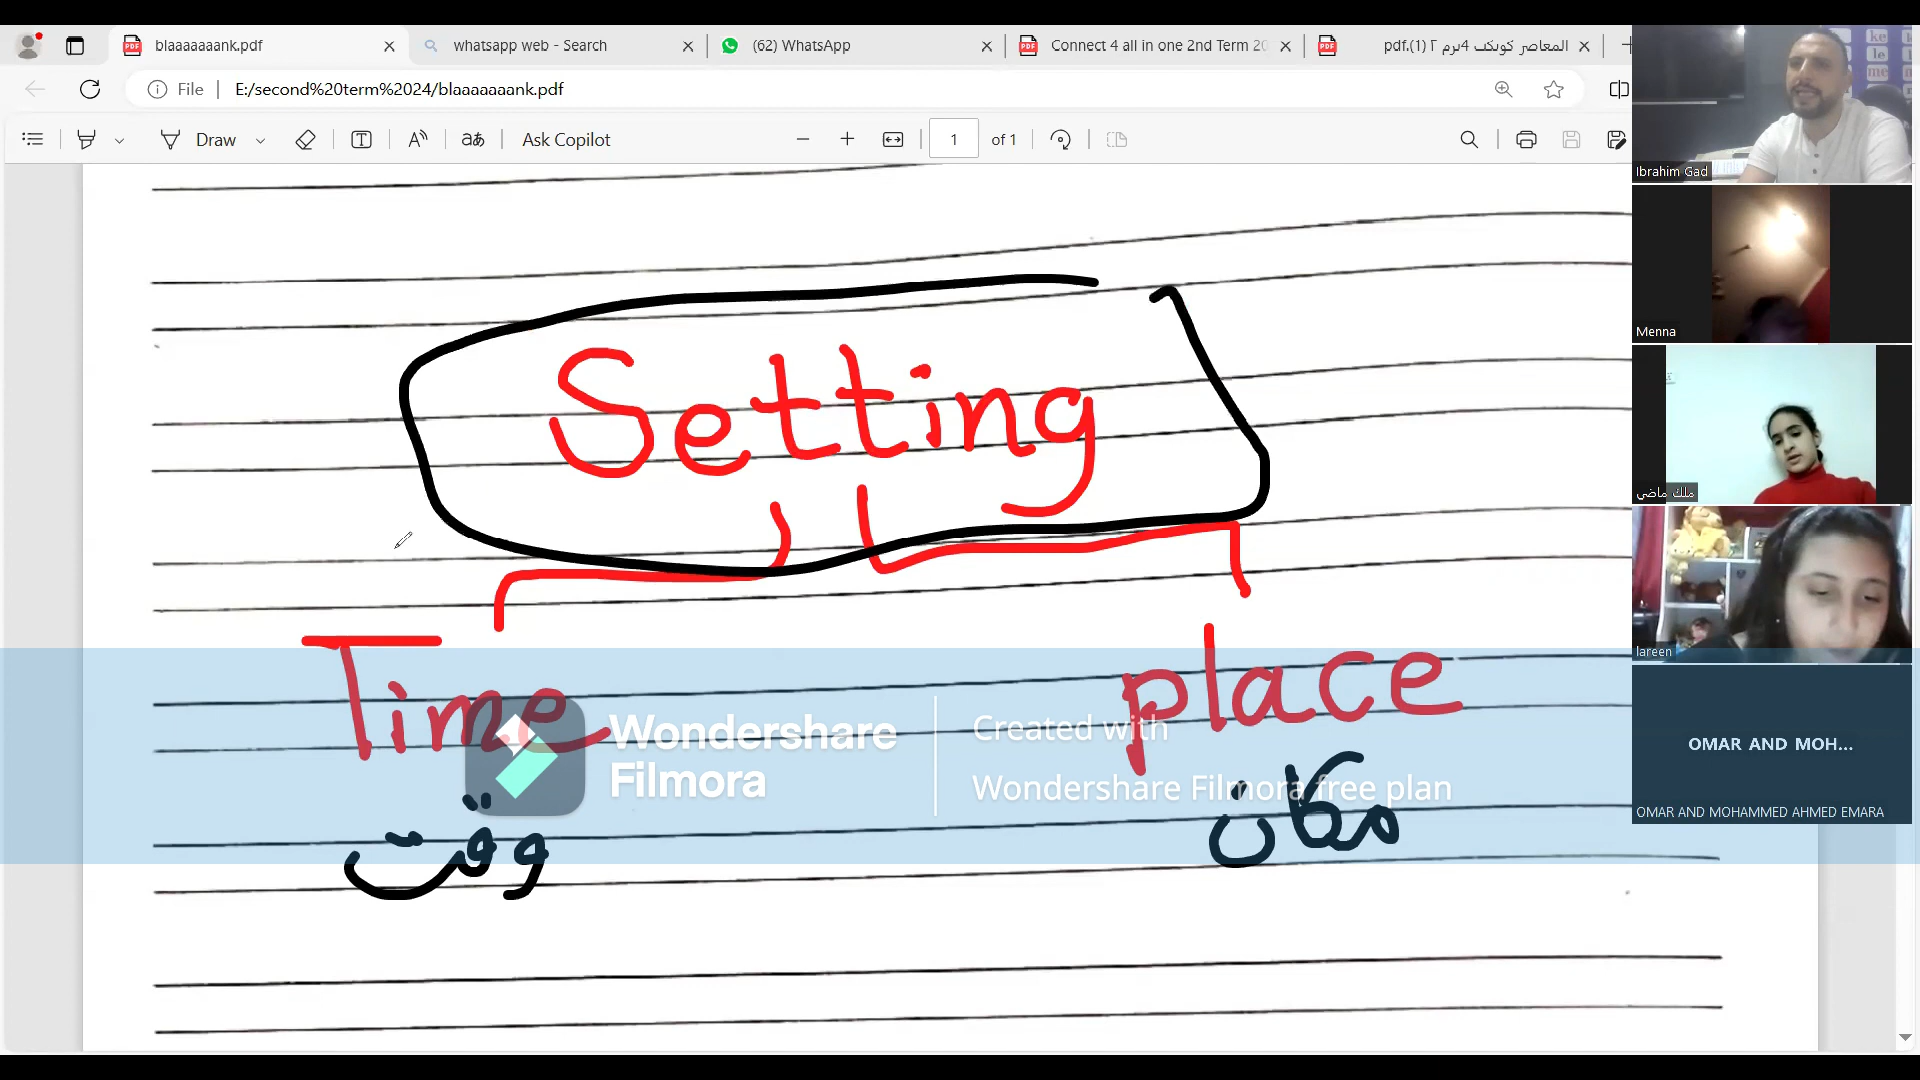 blaaaaaaank.pdf
whatsapp web - Search
(62) WhatsApp
Connect 4 all in one 2nd Term 20
المعاصر كونكت 4ترم ٢ (1).pdf
File
E:/second%20term%2024/blaaaaaaank.pdf
Draw
Ask Copilot
1 of 1
Setting
Time
place
وقت
مكان
Wondershare
Filmora
Created with
Wondershare Filmora free plan
Ibrahim Gad
Menna
ملك ماضي
lareen
OMAR AND MOH...
OMAR AND MOHAMMED AHMED EMARA